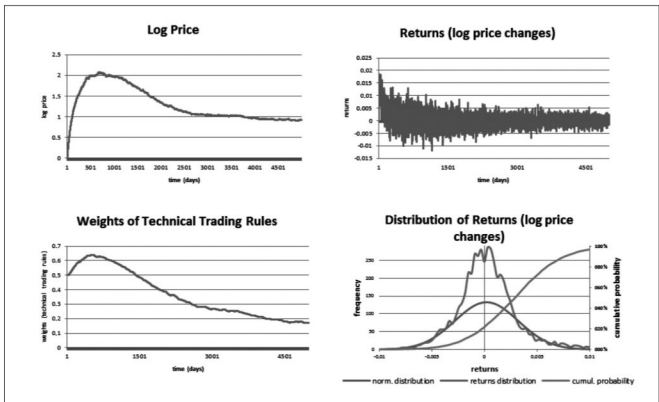 Log Price
2.5
2
1.5
1
0.5
0
log price
1 501 1001 1501 2001 2501 3001 3501 4001 4501
time (days)
Returns (log price changes)
0.025
0.02
0.015
0.01
0.005
0
-0.005
-0.01
-0.015
returns
1 1501 3001 4501
time (days)
Weights of Technical Trading Rules
0.7
0.6
0.5
0.4
0.3
0.2
0.1
0
weights (technical trading rules)
1 1501 3001 4501
time (days)
Distribution of Returns (log price
changes)
250
200
150
100
50
0
frequency
-0.01 -0.005 0 0.005 0.01
returns
cumulative probability
norm. distribution returns distribution cumul. probability